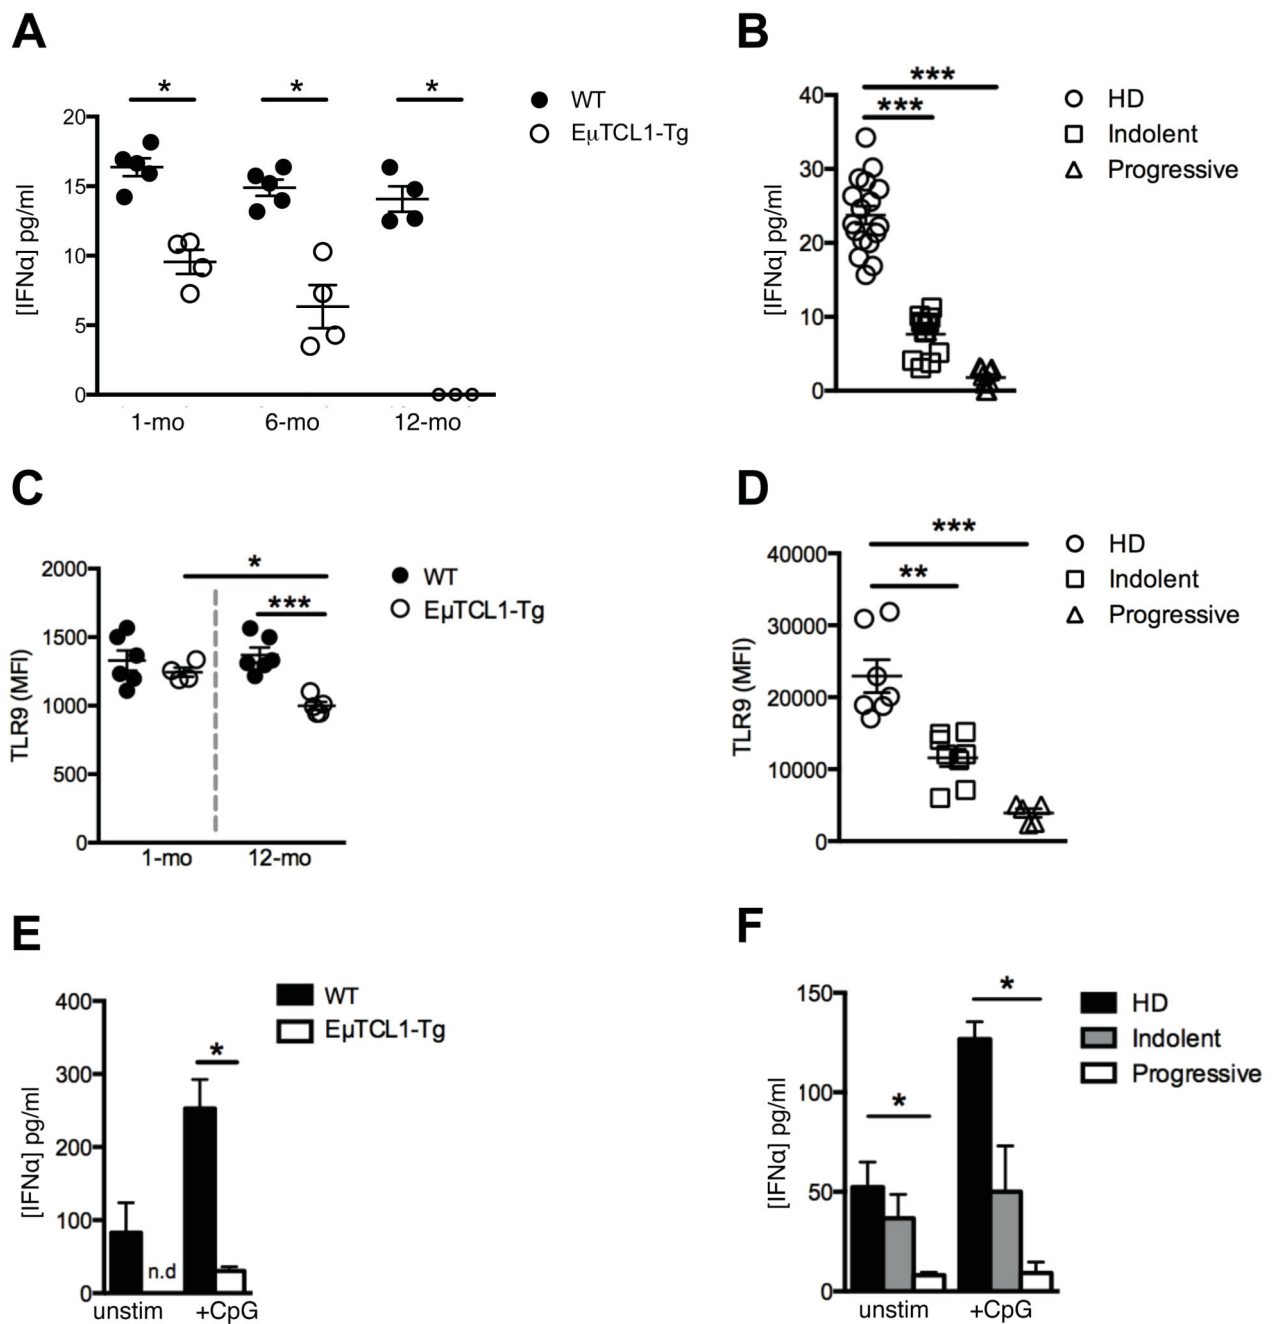 A
* * *
WT
EµTCL1-Tg
[IFNα] pg/ml
20
15
10
5
0
1-mo 6-mo 12-mo
B
***
***
HD
Indolent
Progressive
[IFNα] pg/ml
40
30
20
10
0
C
*
***
WT
EµTCL1-Tg
TLR9 (MFI)
2000
1500
1000
500
0
1-mo 12-mo
D
***
**
HD
Indolent
Progressive
TLR9 (MFI)
40000
30000
20000
10000
0
E
*
WT
EµTCL1-Tg
[IFNα] pg/ml
400
300
200
100
0
n.d
unstim +CpG
F
*
*
HD
Indolent
Progressive
[IFNα] pg/ml
150
100
50
0
unstim +CpG